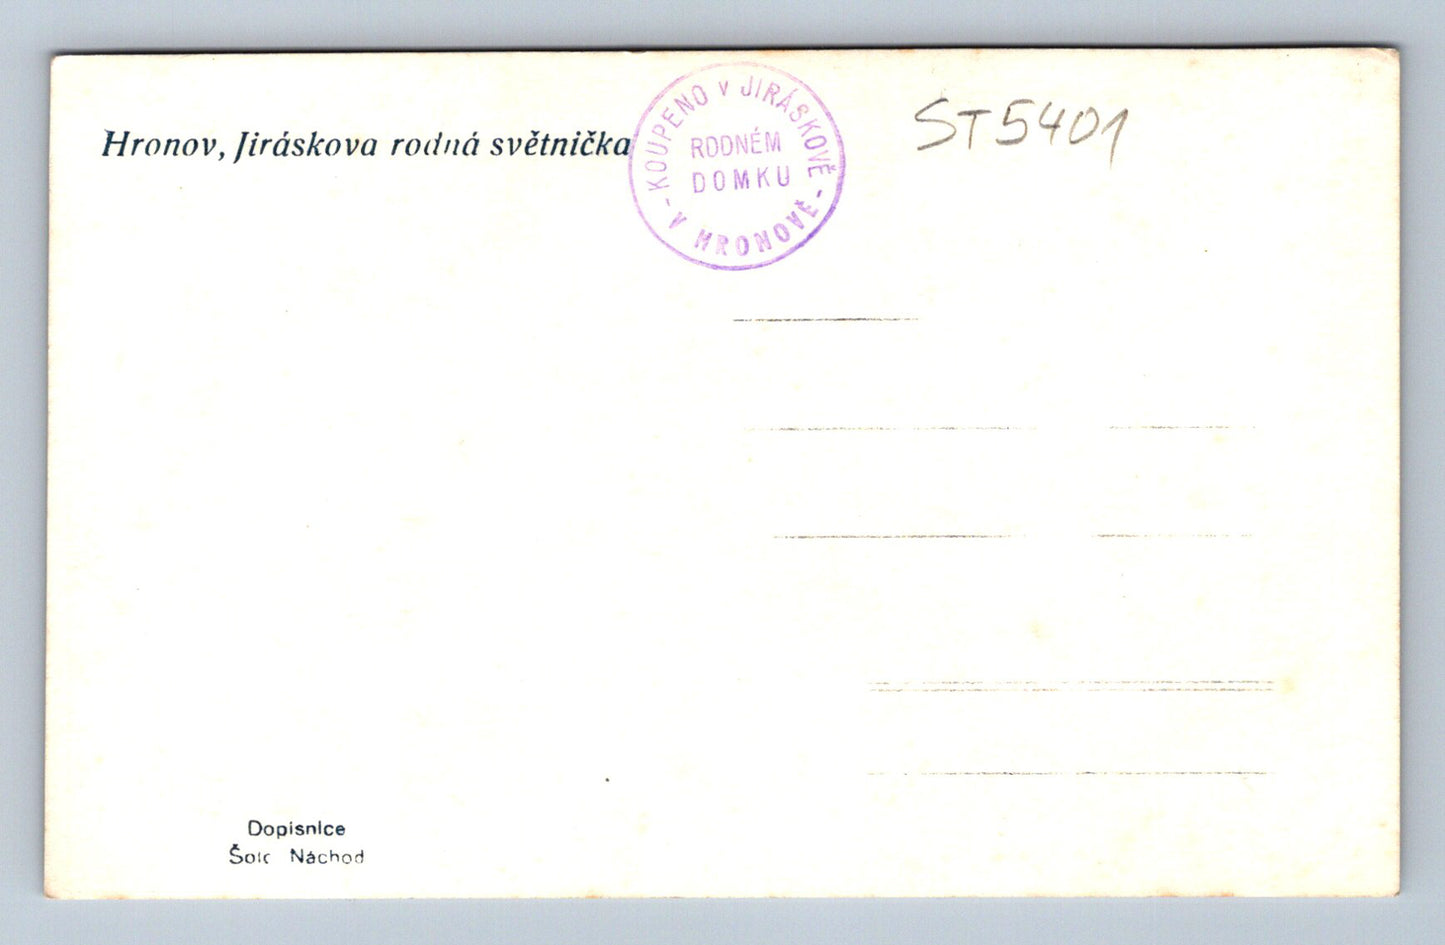 Hronov, Jiráskova rodná světnička
KOUPENO V JIRÁSKOVĚ
RODNÉM
DOMKU
- V HRONOVĚ -
ST5401
Dopisnice
Šolc Náchod